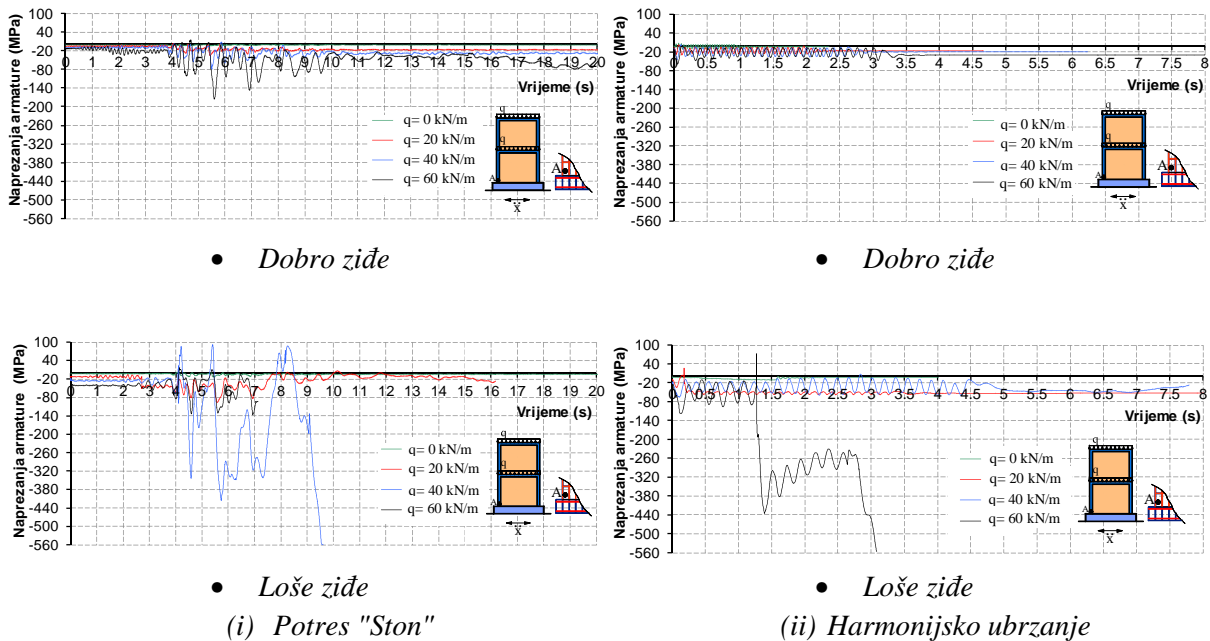 Naprezanja armature (MPa)
100
40
-20
-80
-140
-200
-260
-320
-380
-440
-500
-560
0 1 2 3 4 5 6 7 8 9 10 11 12 13 14 15 16 17 18 19 20
Vrijeme (s)
q= 0 kN/m
q= 20 kN/m
q= 40 kN/m
q= 60 kN/m
q
q
A
A
ẍ
• Dobro ziđe
Naprezanja armature (MPa)
100
40
-20
-80
-140
-200
-260
-320
-380
-440
-500
-560
0 0.5 1 1.5 2 2.5 3 3.5 4 4.5 5 5.5 6 6.5 7 7.5 8
Vrijeme (s)
q= 0 kN/m
q= 20 kN/m
q= 40 kN/m
q= 60 kN/m
q
q
A
A
ẍ
• Dobro ziđe
Naprezanja armature (MPa)
100
40
-20
-80
-140
-200
-260
-320
-380
-440
-500
-560
0 1 2 3 4 5 6 7 8 9 10 11 12 13 14 15 16 17 18 19 20
Vrijeme (s)
q= 0 kN/m
q= 20 kN/m
q= 40 kN/m
q= 60 kN/m
q
q
A
A
ẍ
• Loše ziđe
Naprezanja armature (MPa)
100
40
-20
-80
-140
-200
-260
-320
-380
-440
-500
-560
0 0.5 1 1.5 2 2.5 3 3.5 4 4.5 5 5.5 6 6.5 7 7.5 8
Vrijeme (s)
q= 0 kN/m
q= 20 kN/m
q= 40 kN/m
q= 60 kN/m
q
q
A
A
ẍ
• Loše ziđe
(i) Potres "Ston"
(ii) Harmonijsko ubrzanje